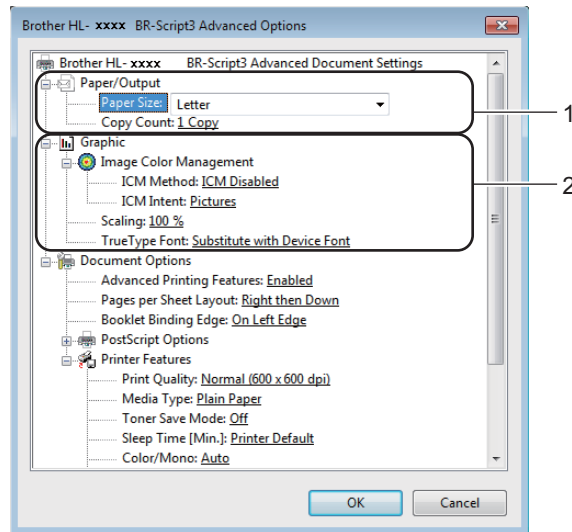 Brother HL- xxxx BR-Script3 Advanced Options
Brother HL- xxxx BR-Script3 Advanced Document Settings
Paper/Output
Paper Size: Letter
Copy Count: 1 Copy
1
Graphic
Image Color Management
ICM Method: ICM Disabled
2
ICM Intent: Pictures
Scaling: 100 %
TrueType Font: Substitute with Device Font
Document Options
Advanced Printing Features: Enabled
Pages per Sheet Layout: Right then Down
Booklet Binding Edge: On Left Edge
PostScript Options
Printer Features
Print Quality: Normal (600 x 600 dpi)
Media Type: Plain Paper
Toner Save Mode: Off
Sleep Time [Min.]: Printer Default
Color/Mono: Auto
OK Cancel